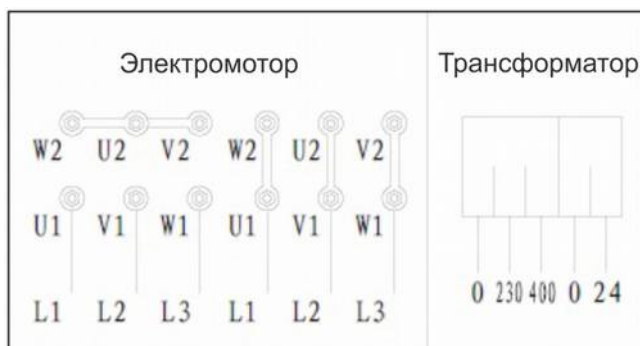 Электромотор Трансформатор
W2 U2 V2 W2 U2 V2
U1 V1 W1 U1 V1 W1
0 230 400 0 24
L1 L2 L3 L1 L2 L3